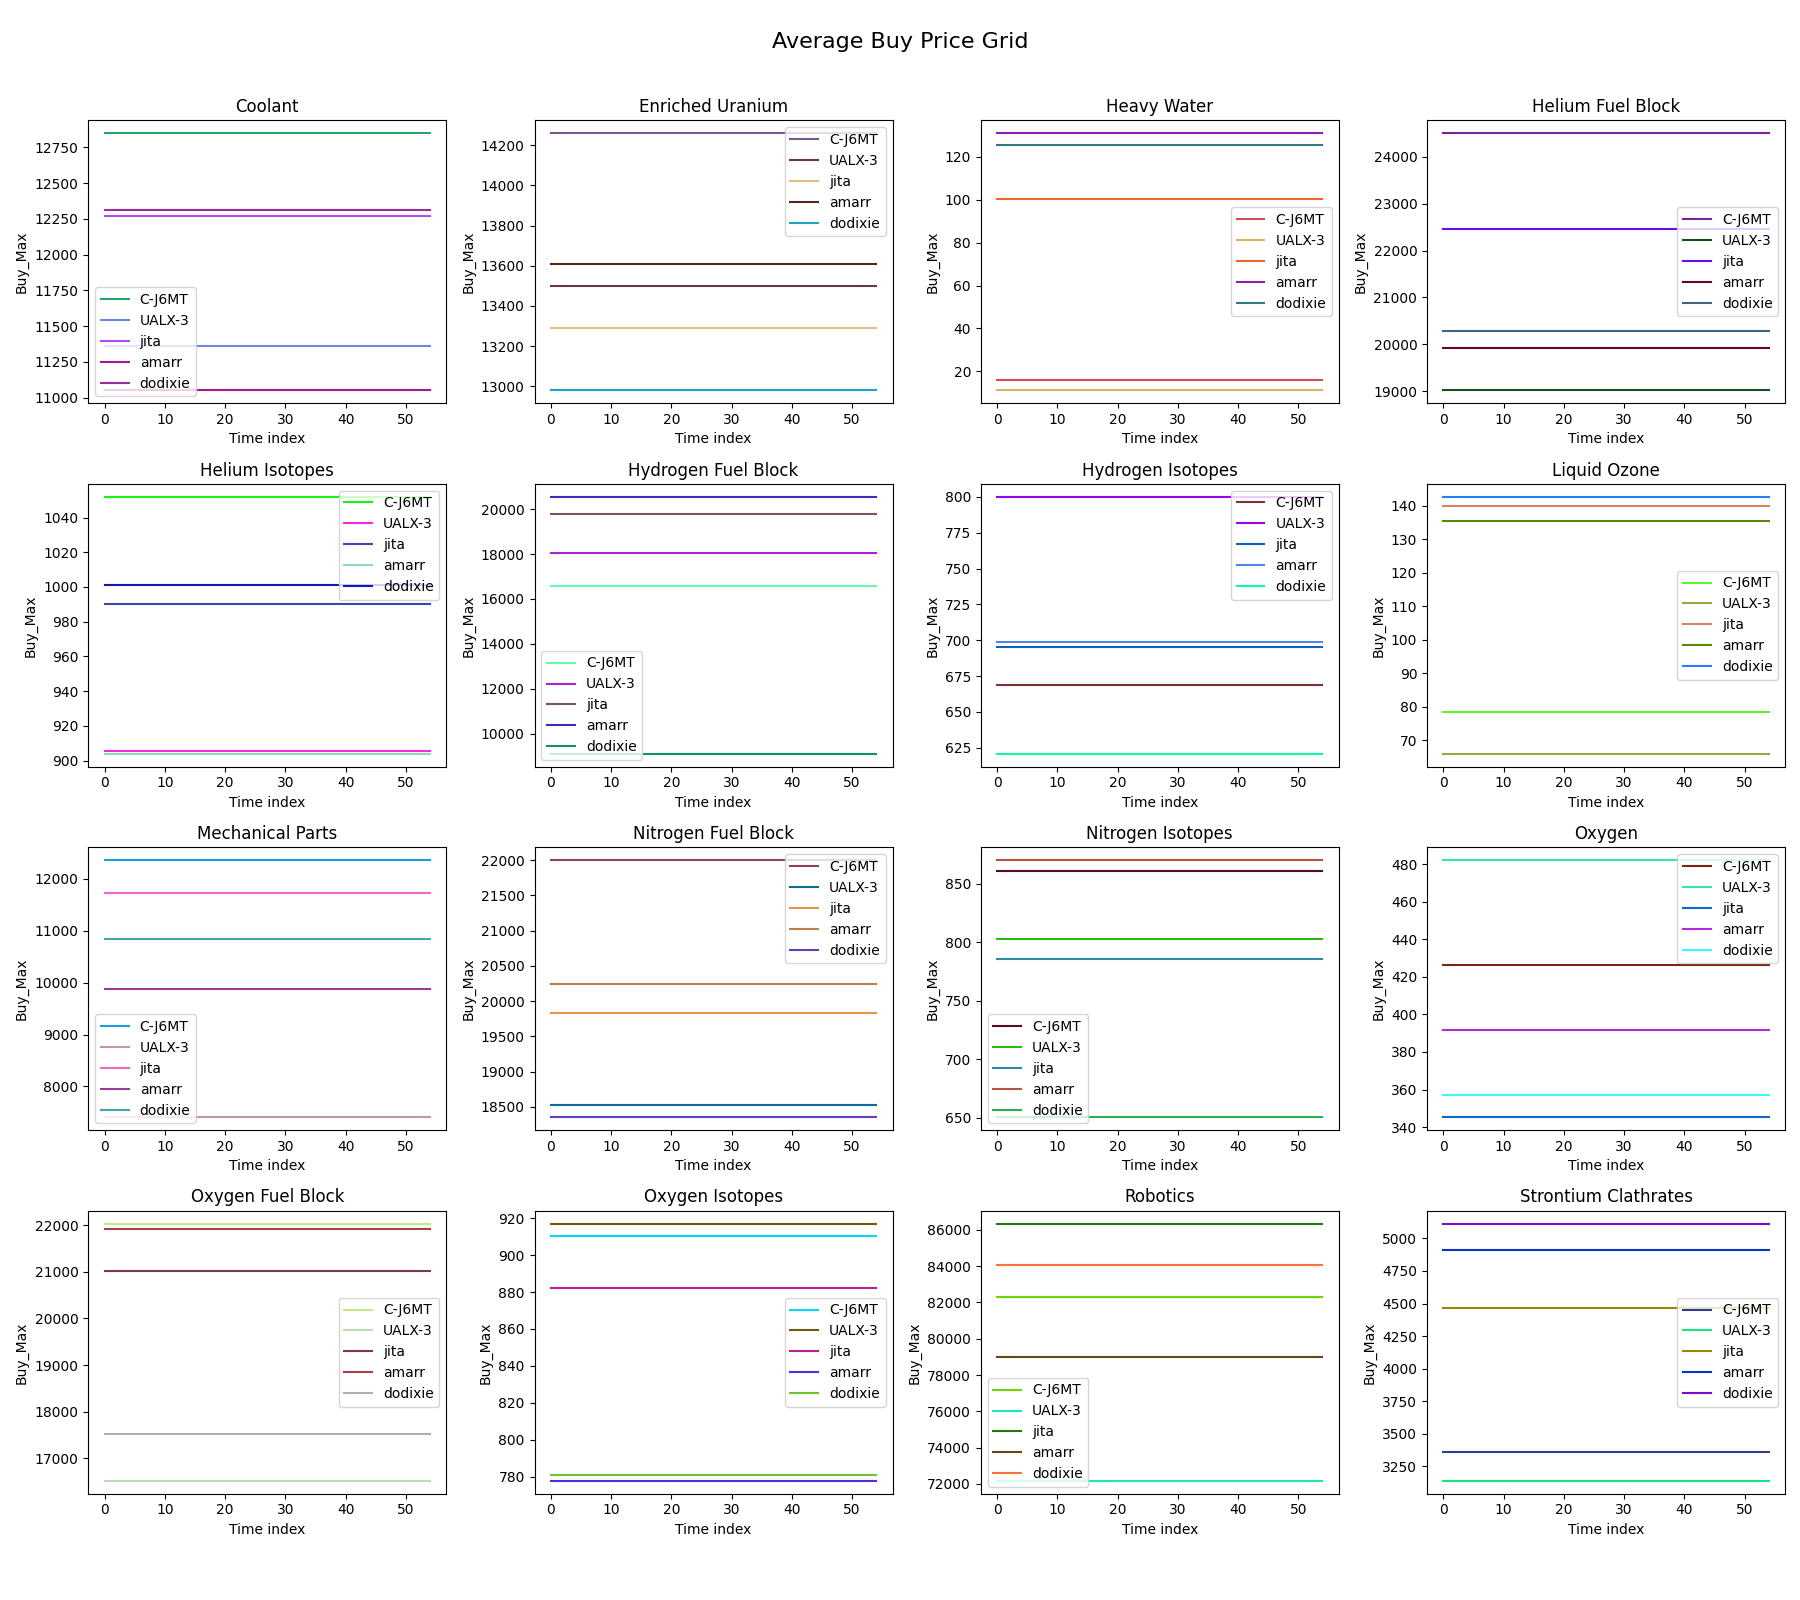 Average Buy Price Grid
Coolant
Buy_Max
12750
12500
12250
12000
11750
11500
11250
11000
C-J6MT
UALX-3
jita
amarr
dodixie
0 10 20 30 40 50
Time index
Enriched Uranium
Buy_Max
14200
14000
13800
13600
13400
13200
13000
C-J6MT
UALX-3
jita
amarr
dodixie
0 10 20 30 40 50
Time index
Heavy Water
Buy_Max
120
100
80
60
40
20
C-J6MT
UALX-3
jita
amarr
dodixie
0 10 20 30 40 50
Time index
Helium Fuel Block
Buy_Max
24000
23000
22000
21000
20000
19000
C-J6MT
UALX-3
jita
amarr
dodixie
0 10 20 30 40 50
Time index
Helium Isotopes
Buy_Max
1040
1020
1000
980
960
940
920
900
C-J6MT
UALX-3
jita
amarr
dodixie
0 10 20 30 40 50
Time index
Hydrogen Fuel Block
Buy_Max
20000
18000
16000
14000
12000
10000
C-J6MT
UALX-3
jita
amarr
dodixie
0 10 20 30 40 50
Time index
Hydrogen Isotopes
Buy_Max
800
775
750
725
700
675
650
625
C-J6MT
UALX-3
jita
amarr
dodixie
0 10 20 30 40 50
Time index
Liquid Ozone
Buy_Max
140
130
120
110
100
90
80
70
C-J6MT
UALX-3
jita
amarr
dodixie
0 10 20 30 40 50
Time index
Mechanical Parts
Buy_Max
12000
11000
10000
9000
8000
C-J6MT
UALX-3
jita
amarr
dodixie
0 10 20 30 40 50
Time index
Nitrogen Fuel Block
Buy_Max
22000
21500
21000
20500
20000
19500
19000
18500
C-J6MT
UALX-3
jita
amarr
dodixie
0 10 20 30 40 50
Time index
Nitrogen Isotopes
Buy_Max
850
800
750
700
650
C-J6MT
UALX-3
jita
amarr
dodixie
0 10 20 30 40 50
Time index
Oxygen
Buy_Max
480
460
440
420
400
380
360
340
C-J6MT
UALX-3
jita
amarr
dodixie
0 10 20 30 40 50
Time index
Oxygen Fuel Block
Buy_Max
22000
21000
20000
19000
18000
17000
C-J6MT
UALX-3
jita
amarr
dodixie
0 10 20 30 40 50
Time index
Oxygen Isotopes
Buy_Max
920
900
880
860
840
820
800
780
C-J6MT
UALX-3
jita
amarr
dodixie
0 10 20 30 40 50
Time index
Robotics
Buy_Max
86000
84000
82000
80000
78000
76000
74000
72000
C-J6MT
UALX-3
jita
amarr
dodixie
0 10 20 30 40 50
Time index
Strontium Clathrates
Buy_Max
5000
4750
4500
4250
4000
3750
3500
3250
C-J6MT
UALX-3
jita
amarr
dodixie
0 10 20 30 40 50
Time index